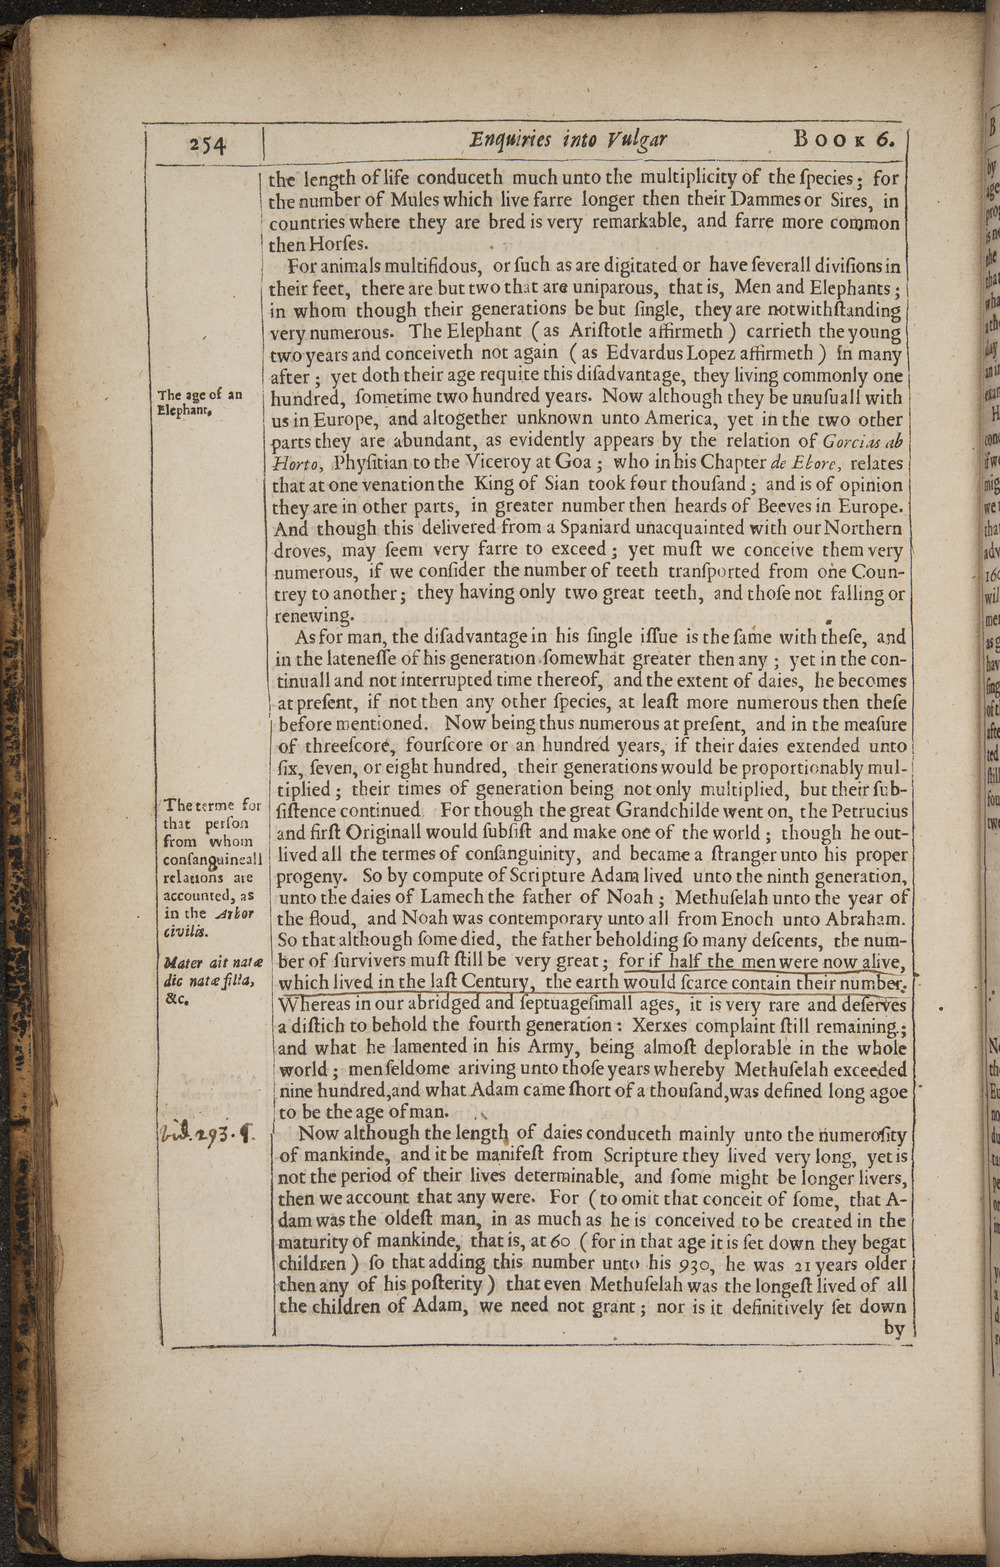 254
Enquiries into Vulgar
Book 6.
the length of life conduceth much unto the multiplicity of the ſpecies; for
the number of Mules which live farre longer then their Dammes or Sires, in
countries where they are bred is very remarkable, and farre more common
then Horſes.
For animals multifidous, or ſuch as are digitated or have ſeverall diviſions in
their feet, there are but two that are uniparous, that is, Men and Elephants;
in whom though their generations be but ſingle, they are notwithſtanding
very numerous. The Elephant (as Ariſtotle affirmeth) carrieth the young
two years and conceiveth not again (as Edvardus Lopez affirmeth) in many
after; yet doth their age requite this diſadvantage, they living commonly one
The age of an
Elephant,
hundred, ſometime two hundred years. Now although they be unuſuall with
us in Europe, and altogether unknown unto America, yet in the two other
parts they are abundant, as evidently appears by the relation of Gorcias ab
Horto, Phyſitian to the Viceroy at Goa; who in his Chapter de Ebore, relates
that at one venation the King of Sian took four thouſand; and is of opinion
they are in other parts, in greater number then heards of Beeves in Europe.
And though this delivered from a Spaniard unacquainted with our Northern
droves, may ſeem very farre to exceed; yet muſt we conceive them very
numerous, if we conſider the number of teeth tranſported from one Coun-
trey to another; they having only two great teeth, and thoſe not falling or
renewing.
As for man, the diſadvantage in his ſingle iſſue is the ſame with theſe, and
in the lateneſſe of his generation ſomewhat greater then any; yet in the con-
tinuall and not interrupted time thereof, and the extent of daies, he becomes
at preſent, if not then any other ſpecies, at leaſt more numerous then theſe
before mentioned. Now being thus numerous at preſent, and in the meaſure
of threeſcore, fourſcore or an hundred years, if their daies extended unto
ſix, ſeven, or eight hundred, their generations would be proportionably mul-
tiplied; their times of generation being not only multiplied, but their ſub-
The terme for
that perſon
from whom
conſanguineall
relations are
accounted, as
in the Arbor
civilis.
ſiſtence continued. For though the great Grandchilde went on, the Petrucius
and firſt Originall would ſubſiſt and make one of the world; though he out-
lived all the termes of conſanguinity, and became a ſtranger unto his proper
progeny. So by compute of Scripture Adam lived unto the ninth generation,
unto the daies of Lamech the father of Noah; Methuſelah unto the year of
the floud, and Noah was contemporary unto all from Enoch unto Abraham.
So that although ſome died, the father beholding ſo many deſcents, the num-
Mater ait natæ
dic natæ filia,
&c.
ber of ſurvivers muſt ſtill be very great; for if half the men were now alive,
which lived in the laſt Century, the earth would ſcarce contain their number.
Whereas in our abridged and ſeptuageſimall ages, it is very rare and deſerves
a diſtich to behold the fourth generation: Xerxes complaint ſtill remaining;
and what he lamented in his Army, being almoſt deplorable in the whole
world; men ſeldome ariving unto thoſe years whereby Methuſelah exceeded
nine hundred, and what Adam came ſhort of a thouſand, was defined long agoe
to be the age of man.
vid. 293. ¶.
Now although the length of daies conduceth mainly unto the numeroſity
of mankinde, and it be manifeſt from Scripture they lived very long, yet is
not the period of their lives determinable, and ſome might be longer livers,
then we account that any were. For (to omit that conceit of ſome, that A-
dam was the oldeſt man, in as much as he is conceived to be created in the
maturity of mankinde, that is, at 60 (for in that age it is ſet down they begat
children) ſo that adding this number unto his 930, he was 21 years older
then any of his poſterity) that even Methuſelah was the longeſt lived of all
the children of Adam, we need not grant; nor is it definitively ſet down
by